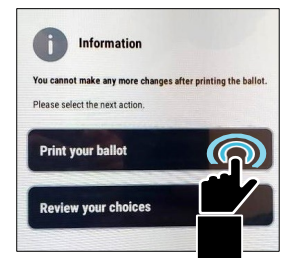 i Information
You cannot make any more changes after printing the ballot.
Please select the next action.
Print your ballot
Review your choices